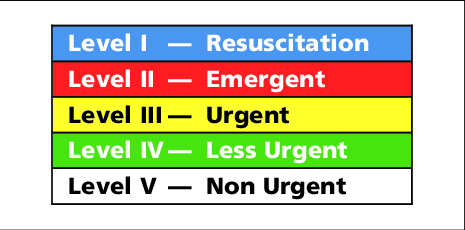 Level I — Resuscitation
Level II — Emergent
Level III — Urgent
Level IV — Less Urgent
Level V — Non Urgent